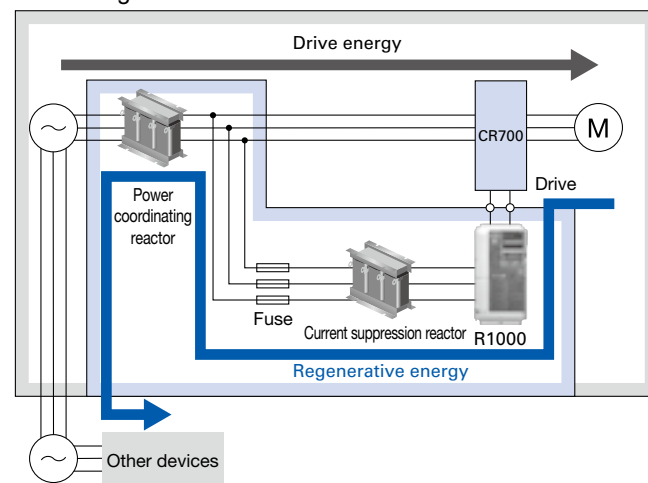 Drive energy
CR700
M
Power
coordinating
reactor
Drive
Fuse
Current suppression reactor
R1000
Regenerative energy
Other devices